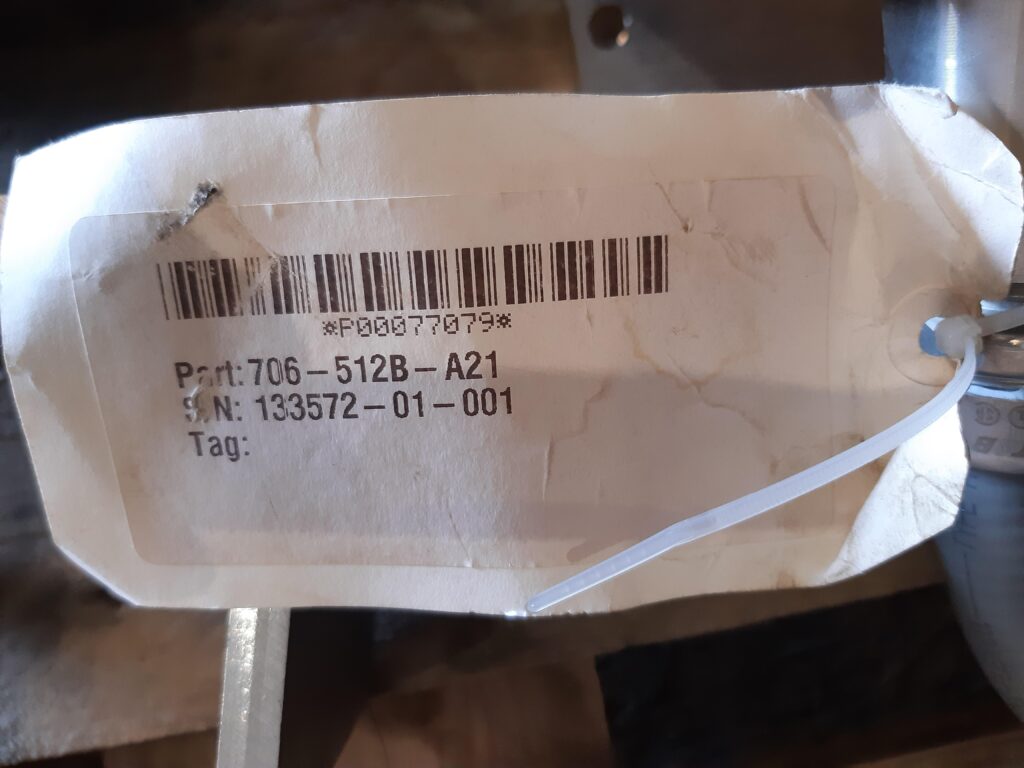 *P00077079*
Part: 706-512B-A21
S/N: 133572-01-001
Tag: